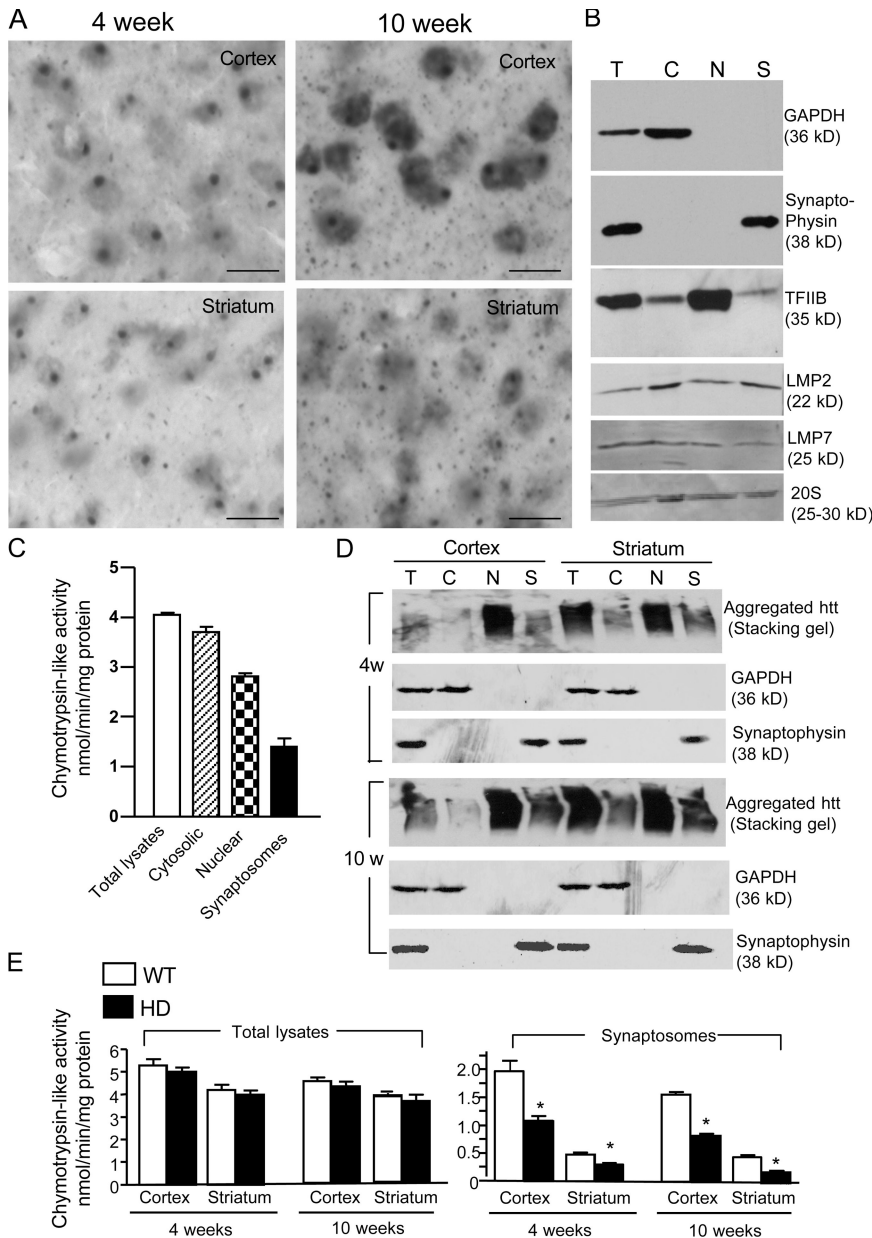 A
4 week
10 week
Cortex
Cortex
Striatum
Striatum
B
T C N S
GAPDH
(36 kD)
Synapto-
Physin
(38 kD)
TFIIB
(35 kD)
LMP2
(22 kD)
LMP7
(25 kD)
20S
(25-30 kD)
C
Chymotrypsin-like activity
nmol/min/mg protein
5
4
3
2
1
0
Total lysates
Cytosolic
Nuclear
Synaptosomes
D
Cortex Striatum
T C N S T C N S
Aggregated htt
(Stacking gel)
4w
GAPDH
(36 kD)
Synaptophysin
(38 kD)
Aggregated htt
(Stacking gel)
10 w
GAPDH
(36 kD)
Synaptophysin
(38 kD)
E
WT
HD
Chymotrypsin-like activity
nmol/min/mg protein
Total lysates
6
5
4
3
2
1
0
Cortex Striatum Cortex Striatum
4 weeks 10 weeks
Synaptosomes
2.0
1.5
1.0
0.5
0
* * * *
Cortex Striatum Cortex Striatum
4 weeks 10 weeks